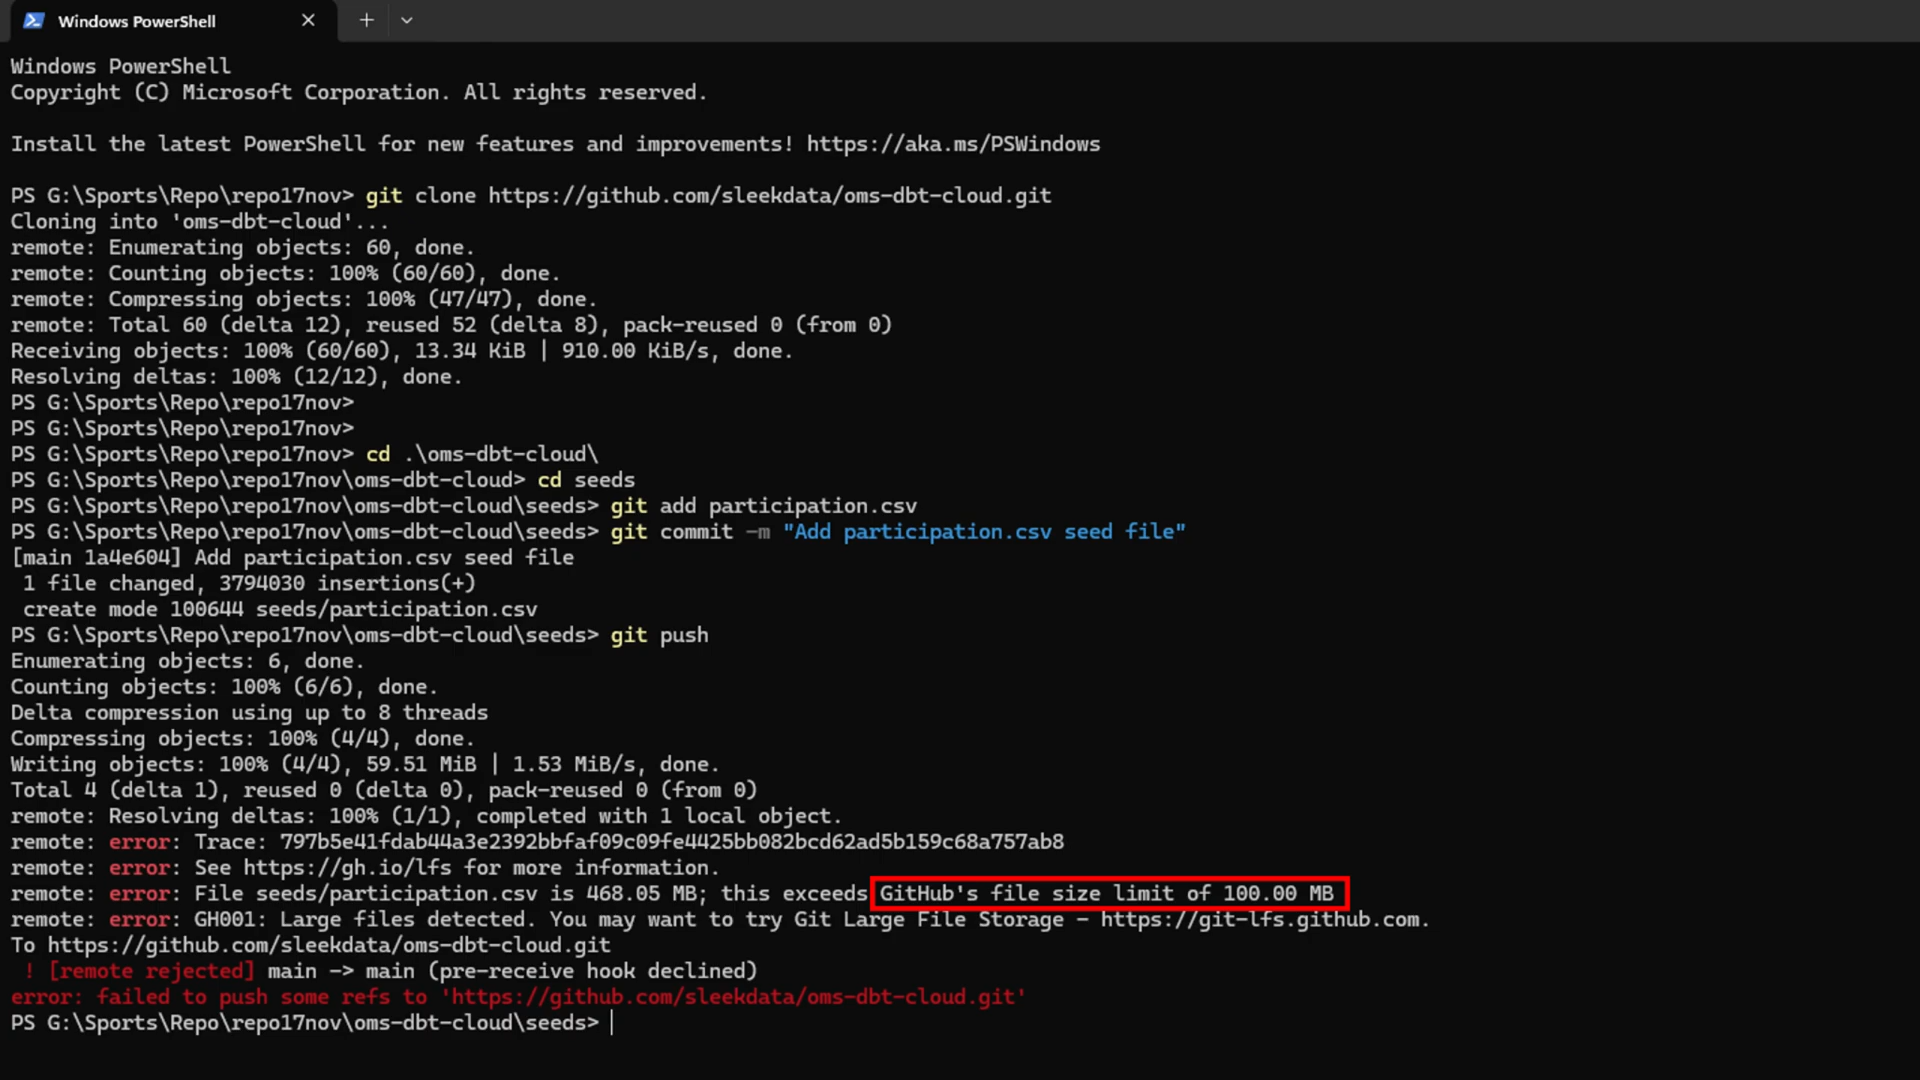 Windows PowerShell
Windows PowerShell
Copyright (C) Microsoft Corporation. All rights reserved.
Install the latest PowerShell for new features and improvements! https://aka.ms/PSWindows
PS G:\Sports\Repo\repo17nov> git clone https://github.com/sleekdata/oms-dbt-cloud.git
Cloning into 'oms-dbt-cloud'...
remote: Enumerating objects: 60, done.
remote: Counting objects: 100% (60/60), done.
remote: Compressing objects: 100% (47/47), done.
remote: Total 60 (delta 12), reused 52 (delta 8), pack-reused 0 (from 0)
Receiving objects: 100% (60/60), 13.34 KiB | 910.00 KiB/s, done.
Resolving deltas: 100% (12/12), done.
PS G:\Sports\Repo\repo17nov>
PS G:\Sports\Repo\repo17nov>
PS G:\Sports\Repo\repo17nov> cd .\oms-dbt-cloud\
PS G:\Sports\Repo\repo17nov\oms-dbt-cloud> cd seeds
PS G:\Sports\Repo\repo17nov\oms-dbt-cloud\seeds> git add participation.csv
PS G:\Sports\Repo\repo17nov\oms-dbt-cloud\seeds> git commit -m "Add participation.csv seed file"
[main 1a4e604] Add participation.csv seed file
 1 file changed, 3794030 insertions(+)
 create mode 100644 seeds/participation.csv
PS G:\Sports\Repo\repo17nov\oms-dbt-cloud\seeds> git push
Enumerating objects: 6, done.
Counting objects: 100% (6/6), done.
Delta compression using up to 8 threads
Compressing objects: 100% (4/4), done.
Writing objects: 100% (4/4), 59.51 MiB | 1.53 MiB/s, done.
Total 4 (delta 1), reused 0 (delta 0), pack-reused 0 (from 0)
remote: Resolving deltas: 100% (1/1), completed with 1 local object.
remote: error: Trace: 797b5e41fdab44a3e2392bbfaf09c09fe4425bb082bcd62ad5b159c68a757ab8
remote: error: See https://gh.io/lfs for more information.
remote: error: File seeds/participation.csv is 468.05 MB; this exceeds GitHub's file size limit of 100.00 MB
remote: error: GH001: Large files detected. You may want to try Git Large File Storage - https://git-lfs.github.com.
To https://github.com/sleekdata/oms-dbt-cloud.git
 ! [remote rejected] main -> main (pre-receive hook declined)
error: failed to push some refs to 'https://github.com/sleekdata/oms-dbt-cloud.git'
PS G:\Sports\Repo\repo17nov\oms-dbt-cloud\seeds>